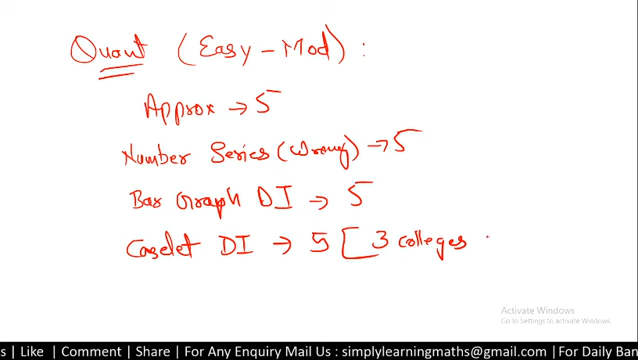 Quant (Easy - Mod) :
Approx → 5
Number Series (Wrong) → 5
Bar Graph DI → 5
Caselet DI → 5 [ 3 colleges
Activate Windows
Go to Settings to activate Windows.
s | Like | Comment | Share | For Any Enquiry Mail Us : simplylearningmaths@gmail.com | For Daily Ban